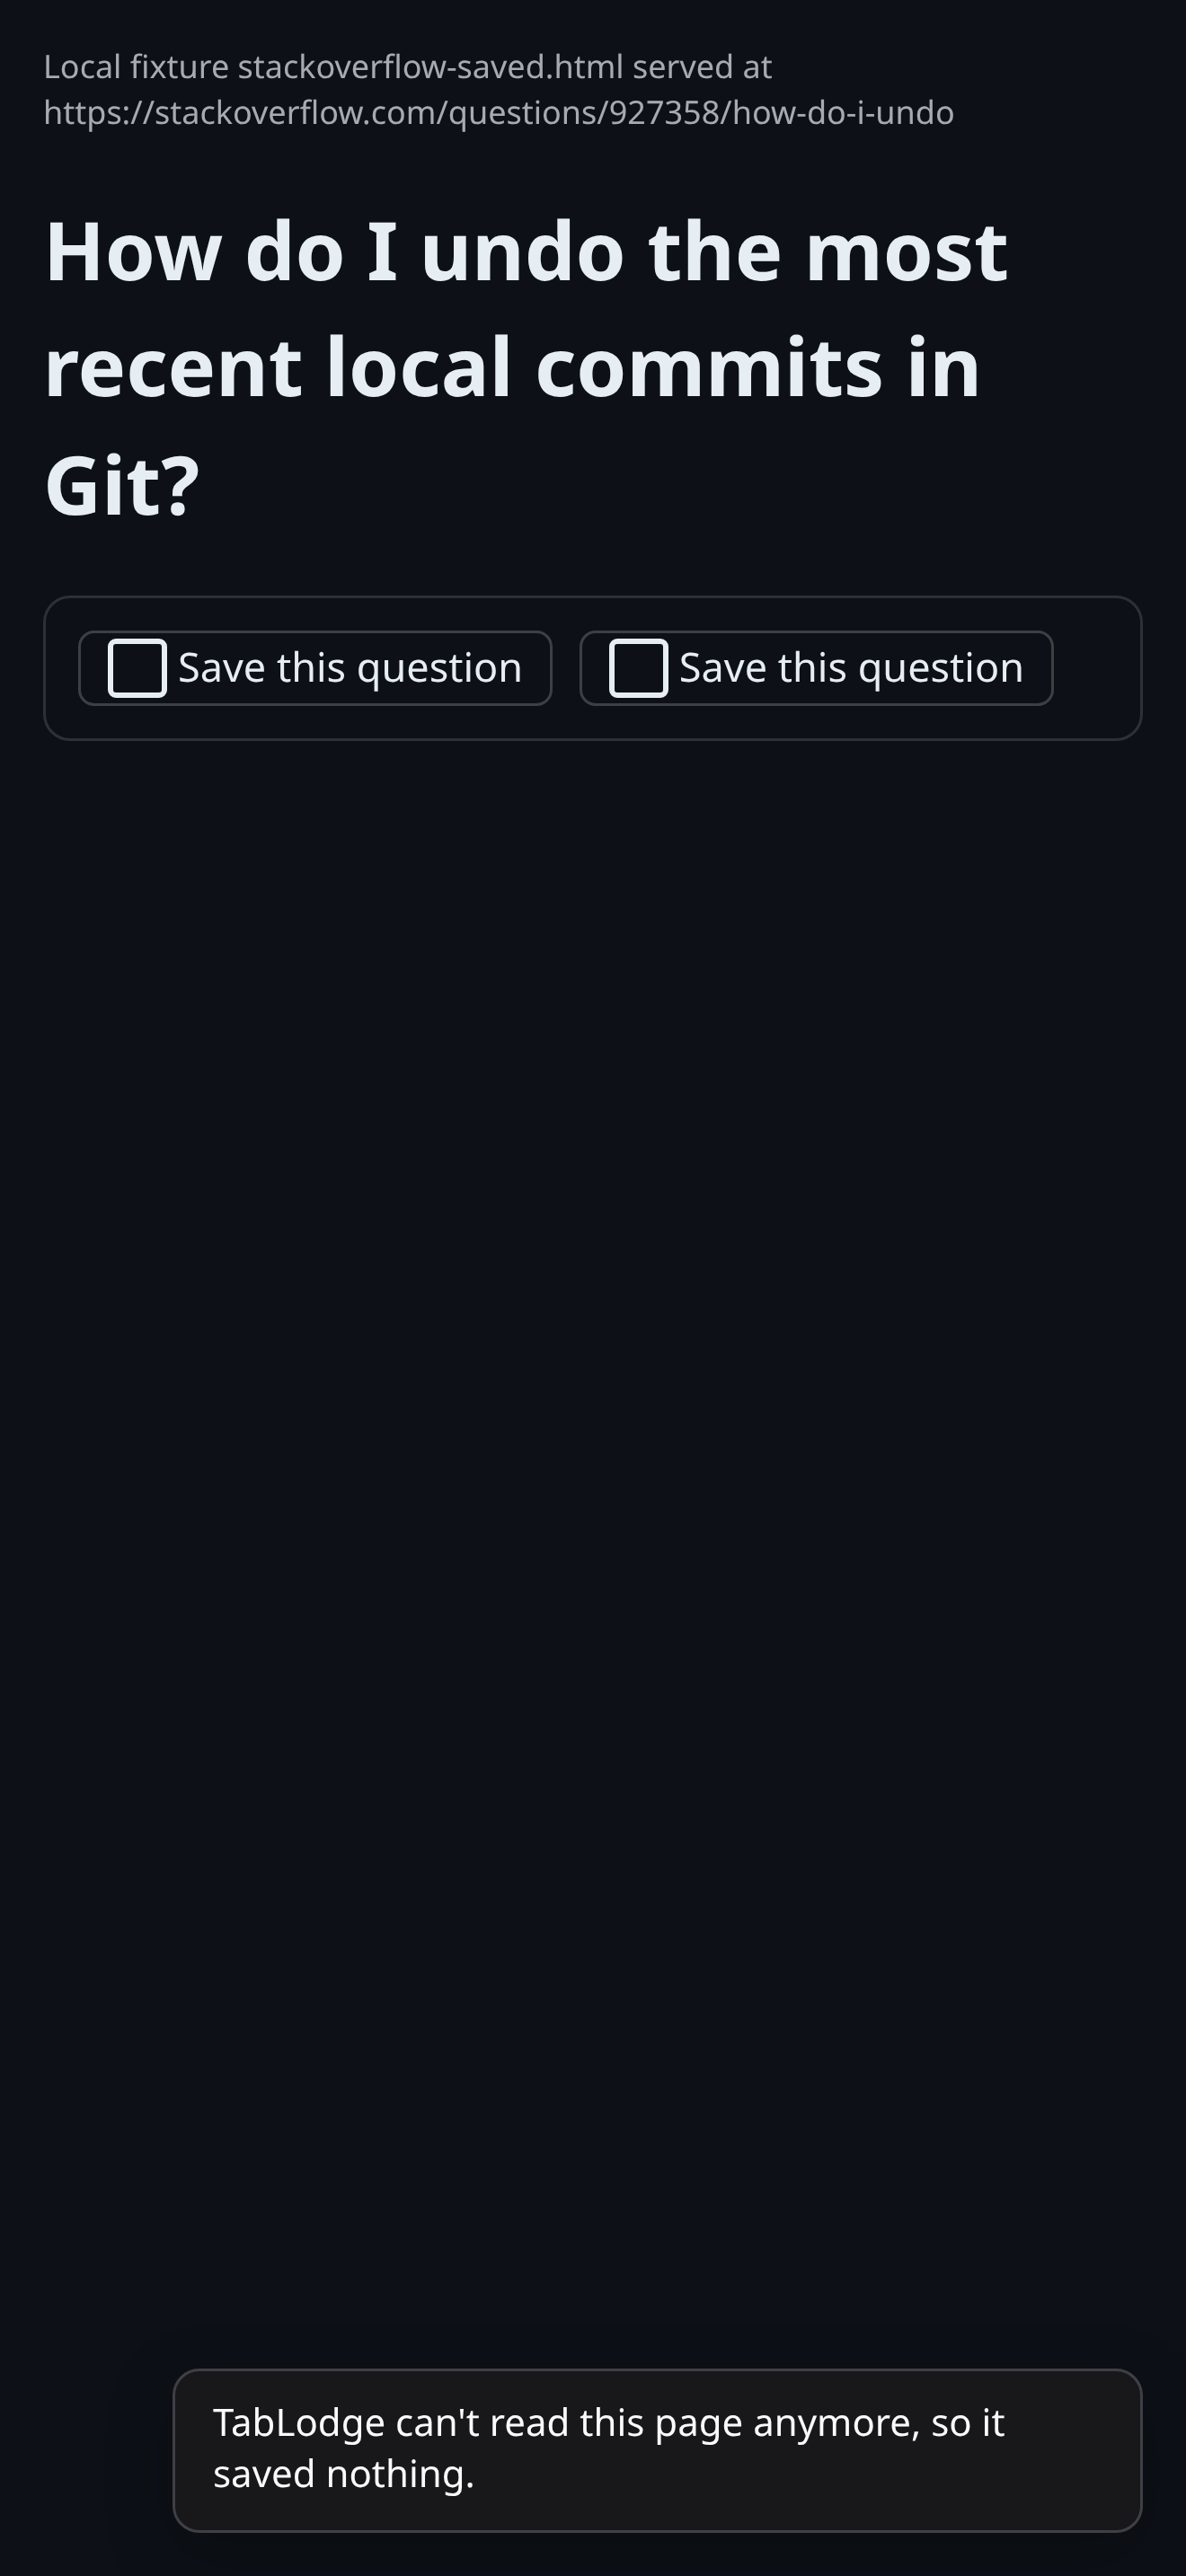 Local fixture stackoverflow-saved.html served at
https://stackoverflow.com/questions/927358/how-do-i-undo
How do I undo the most
recent local commits in
Git?
Save this question Save this question
TabLodge can't read this page anymore, so it
saved nothing.